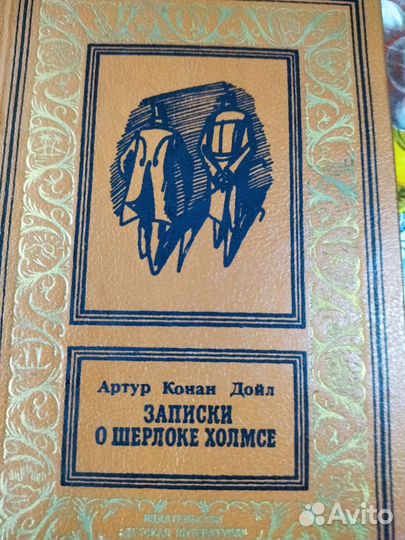 Артур Конан Дойл
ЗАПИСКИ
О ШЕРЛОКЕ ХОЛМСЕ
ИЗДАТЕЛЬСТВО
"ДЕТСКАЯ ЛИТЕРАТУРА"
Avito